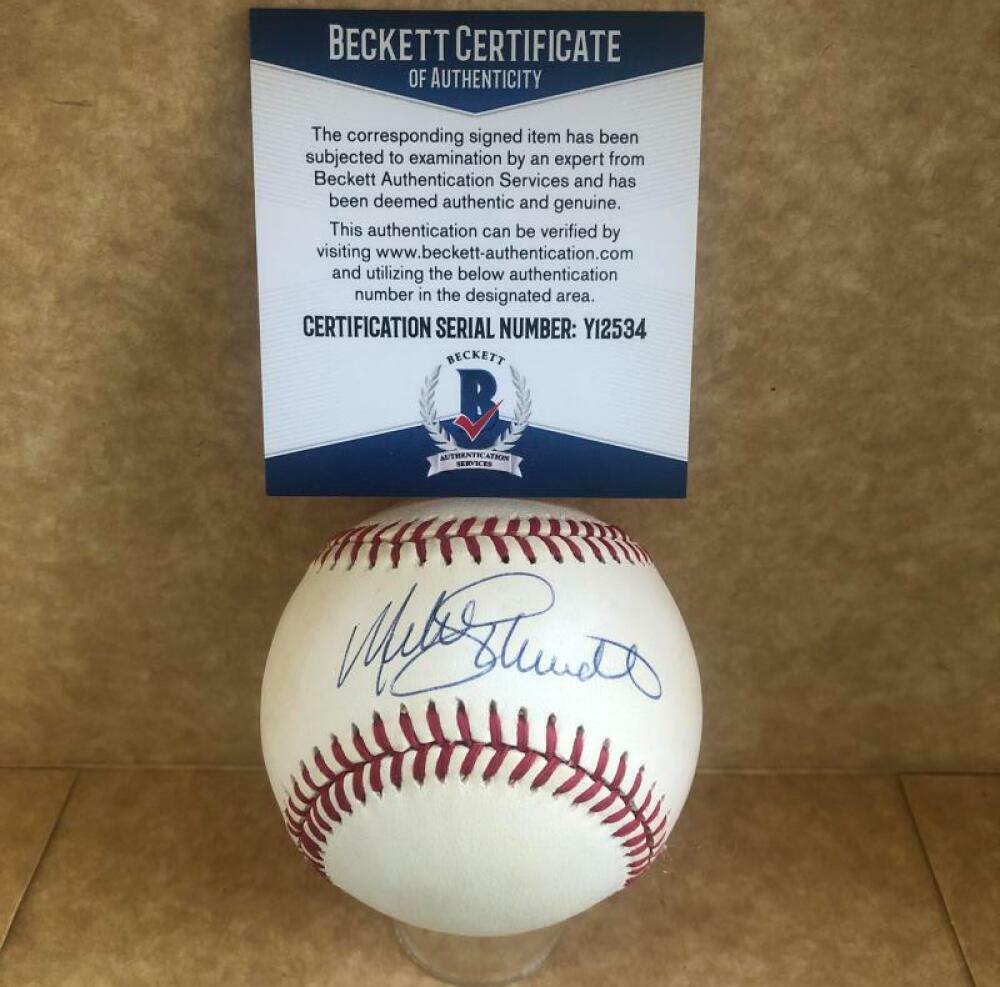 BECKETT CERTIFICATE
OF AUTHENTICITY
The corresponding signed item has been
subjected to examination by an expert from
Beckett Authentication Services and has
been deemed authentic and genuine.
This authentication can be verified by
visiting www.beckett-authentication.com
and utilizing the below authentication
number in the designated area.
CERTIFICATION SERIAL NUMBER: Y12534
BECKETT
B
AUTHENTICATION
SERVICES
Mike Schmidt